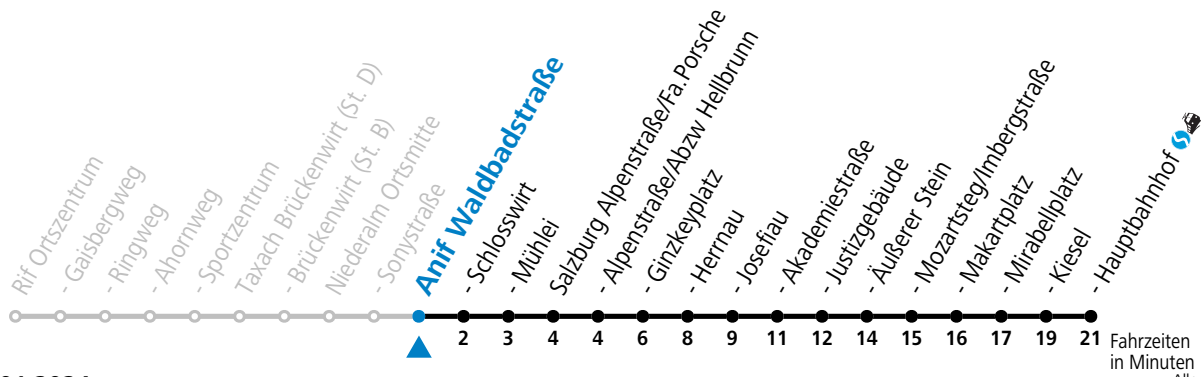 Rif Ortszentrum
- Gaisbergweg
- Ringweg
- Ahornweg
- Sportzentrum
Taxach Brückenwirt (St. D)
- Brückenwirt (St. B)
Niederalm Ortsmitte
- Sonystraße
Anif Waldbadstraße
- Schlosswirt
- Mühlei
Salzburg Alpenstraße/Fa.Porsche
- Alpenstraße/Abzw Hellbrunn
- Ginzkeyplatz
- Herrnau
- Josefiau
- Akademiestraße
- Justizgebäude
- Äußerer Stein
- Mozartsteg/Imbergstraße
- Makartplatz
- Mirabellplatz
- Kiesel
- Hauptbahnhof
2 3 4 4 6 8 9 11 12 14 15 16 17 19 21 Fahrzeiten
in Minuten